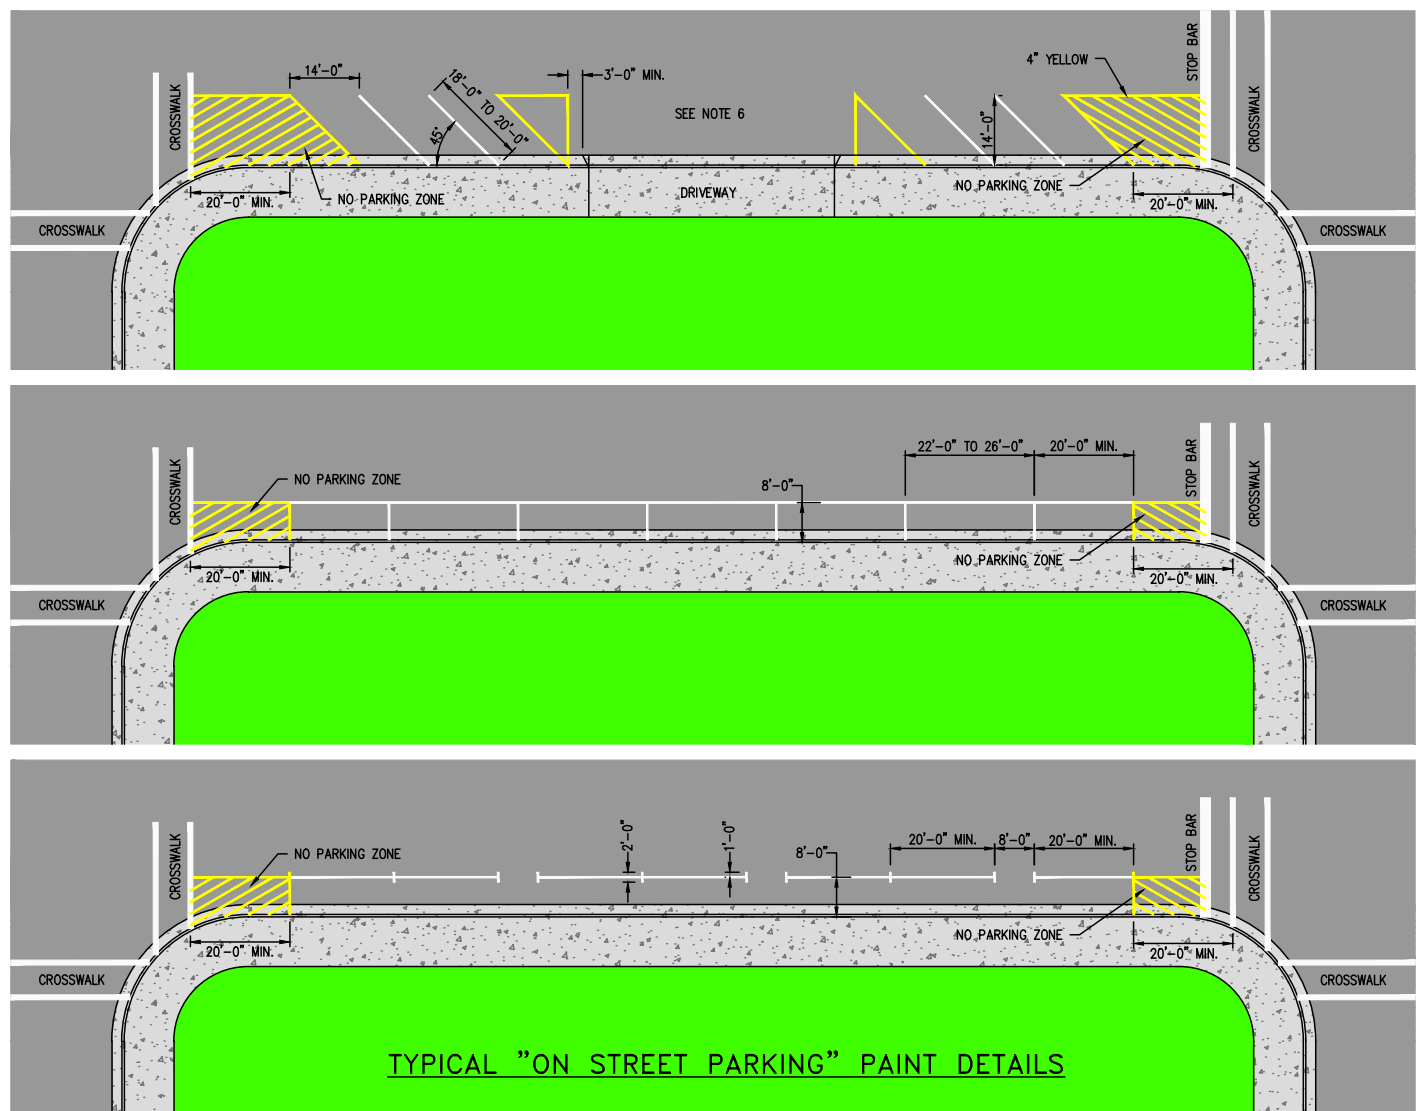 STOP BAR
4" YELLOW
14'-0"
18'-0" TO 20'-0"
3'-0" MIN.
CROSSWALK
SEE NOTE 6
CROSSWALK
45°
14'-0"
NO PARKING ZONE
DRIVEWAY
NO PARKING ZONE
20'-0" MIN.
20'-0" MIN.
CROSSWALK
CROSSWALK
22'-0" TO 26'-0"
20'-0" MIN.
STOP BAR
CROSSWALK
NO PARKING ZONE
8'-0"
CROSSWALK
NO PARKING ZONE
20'-0" MIN.
20'-0" MIN.
CROSSWALK
CROSSWALK
2'-0"
1'-0"
20'-0" MIN.
8'-0"
20'-0" MIN.
STOP BAR
CROSSWALK
NO PARKING ZONE
8'-0"
CROSSWALK
NO PARKING ZONE
20'-0" MIN.
20'-0" MIN.
CROSSWALK
CROSSWALK
TYPICAL "ON STREET PARKING" PAINT DETAILS